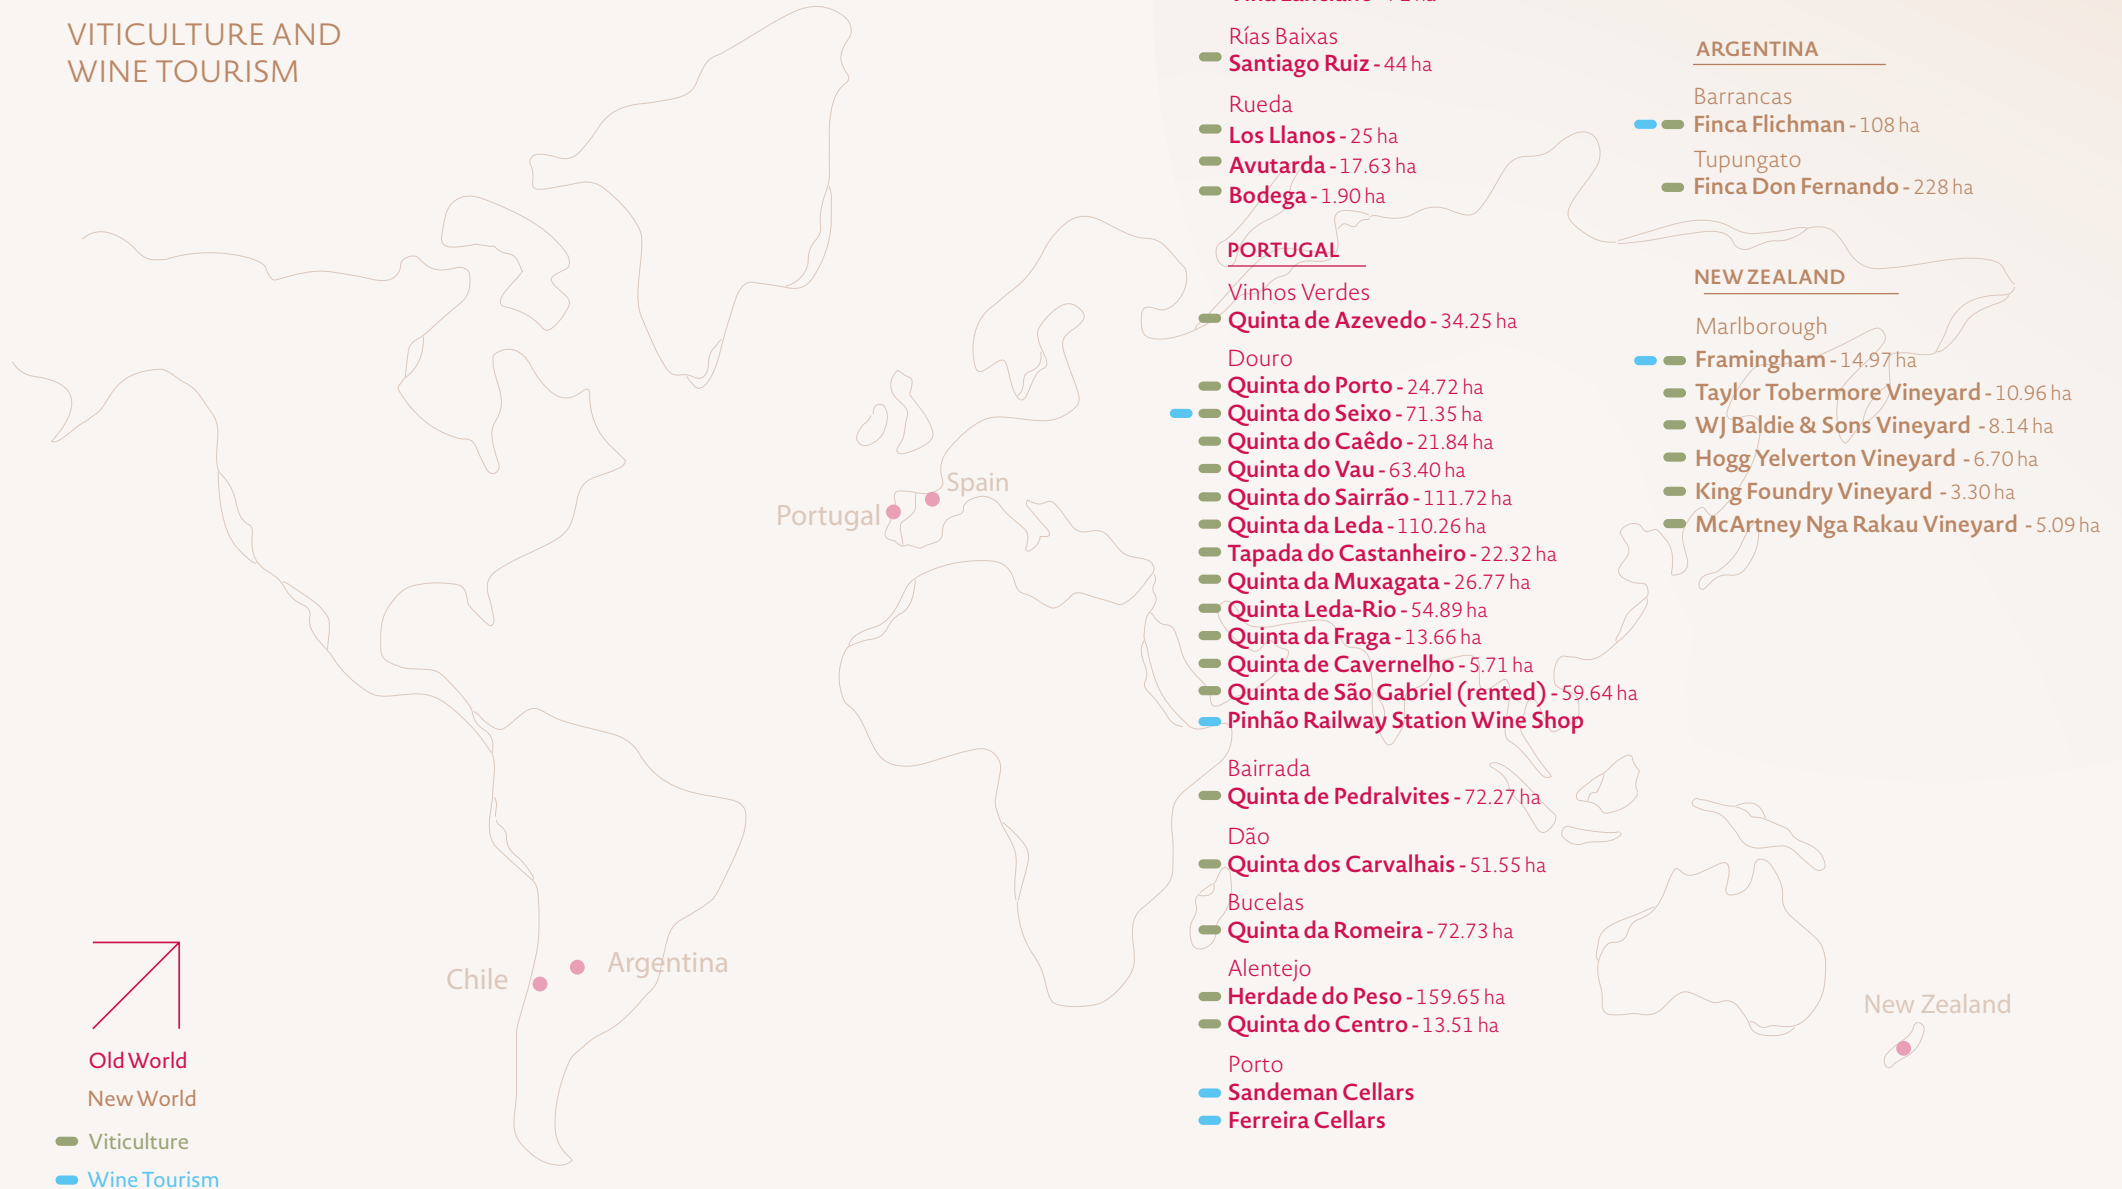 VITICULTURE AND
WINE TOURISM
Rías Baixas
Santiago Ruiz - 44 ha
Rueda
Los Llanos - 25 ha
Avutarda - 17.63 ha
Bodega - 1.90 ha
PORTUGAL
Vinhos Verdes
Quinta de Azevedo - 34.25 ha
Douro
Quinta do Porto - 24.72 ha
Quinta do Seixo - 71.35 ha
Quinta do Caêdo - 21.84 ha
Quinta do Vau - 63.40 ha
Quinta do Sairrão - 111.72 ha
Quinta da Leda - 110.26 ha
Tapada do Castanheiro - 22.32 ha
Quinta da Muxagata - 26.77 ha
Quinta Leda-Rio - 54.89 ha
Quinta da Fraga - 13.66 ha
Quinta de Cavernelho - 5.71 ha
Quinta de São Gabriel (rented) - 59.64 ha
Pinhão Railway Station Wine Shop
Bairrada
Quinta de Pedralvites - 72.27 ha
Dão
Quinta dos Carvalhais - 51.55 ha
Bucelas
Quinta da Romeira - 72.73 ha
Alentejo
Herdade do Peso - 159.65 ha
Quinta do Centro - 13.51 ha
Porto
Sandeman Cellars
Ferreira Cellars
ARGENTINA
Barrancas
Finca Flichman - 108 ha
Tupungato
Finca Don Fernando - 228 ha
NEW ZEALAND
Marlborough
Framingham - 14.97 ha
Taylor Tobermore Vineyard - 10.96 ha
WJ Baldie & Sons Vineyard - 8.14 ha
Hogg Yelverton Vineyard - 6.70 ha
King Foundry Vineyard - 3.30 ha
McArtney Nga Rakau Vineyard - 5.09 ha
Spain
Portugal
Chile
Argentina
New Zealand
Old World
New World
Viticulture
Wine Tourism